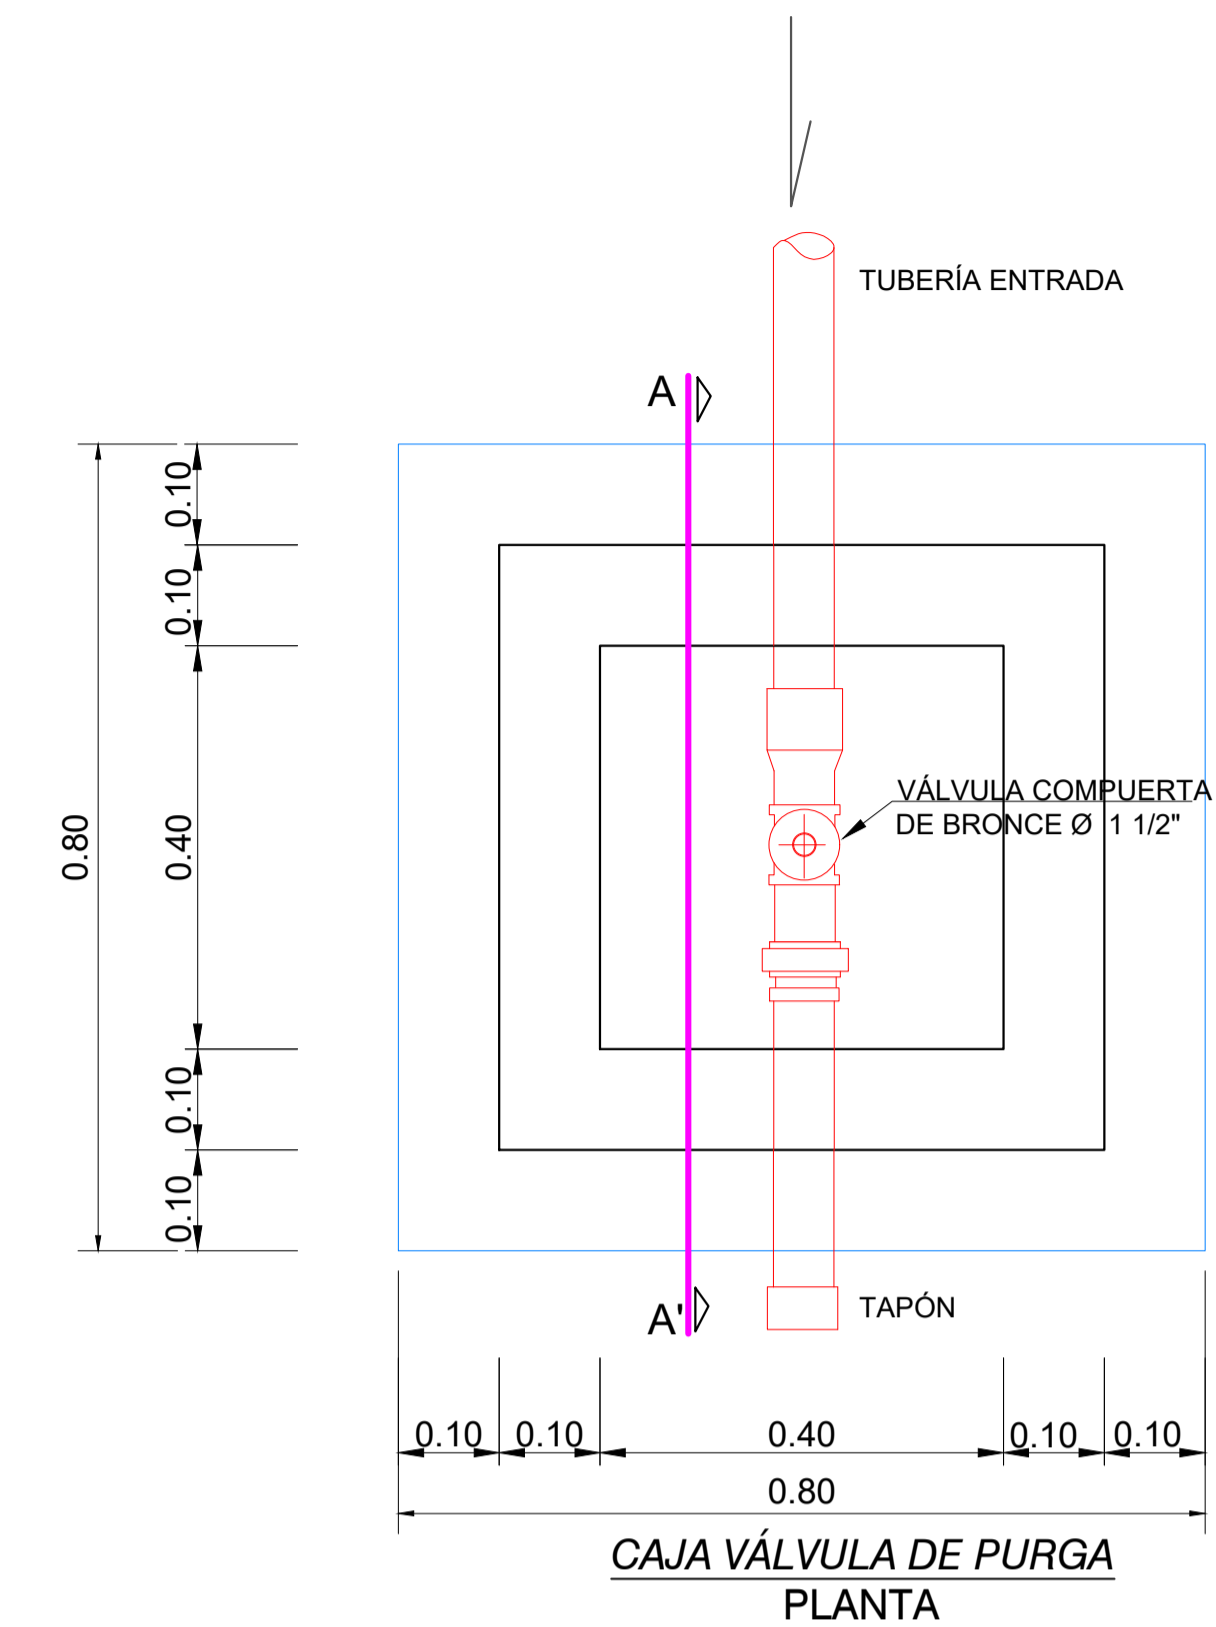 TUBERÍA ENTRADA
A
0.10
0.10
0.40
0.10
0.10
0.80
VÁLVULA COMPUERTA
DE BRONCE Ø 1 1/2"
A'
TAPÓN
0.10 0.10 0.40 0.10 0.10
0.80
CAJA VÁLVULA DE PURGA
PLANTA